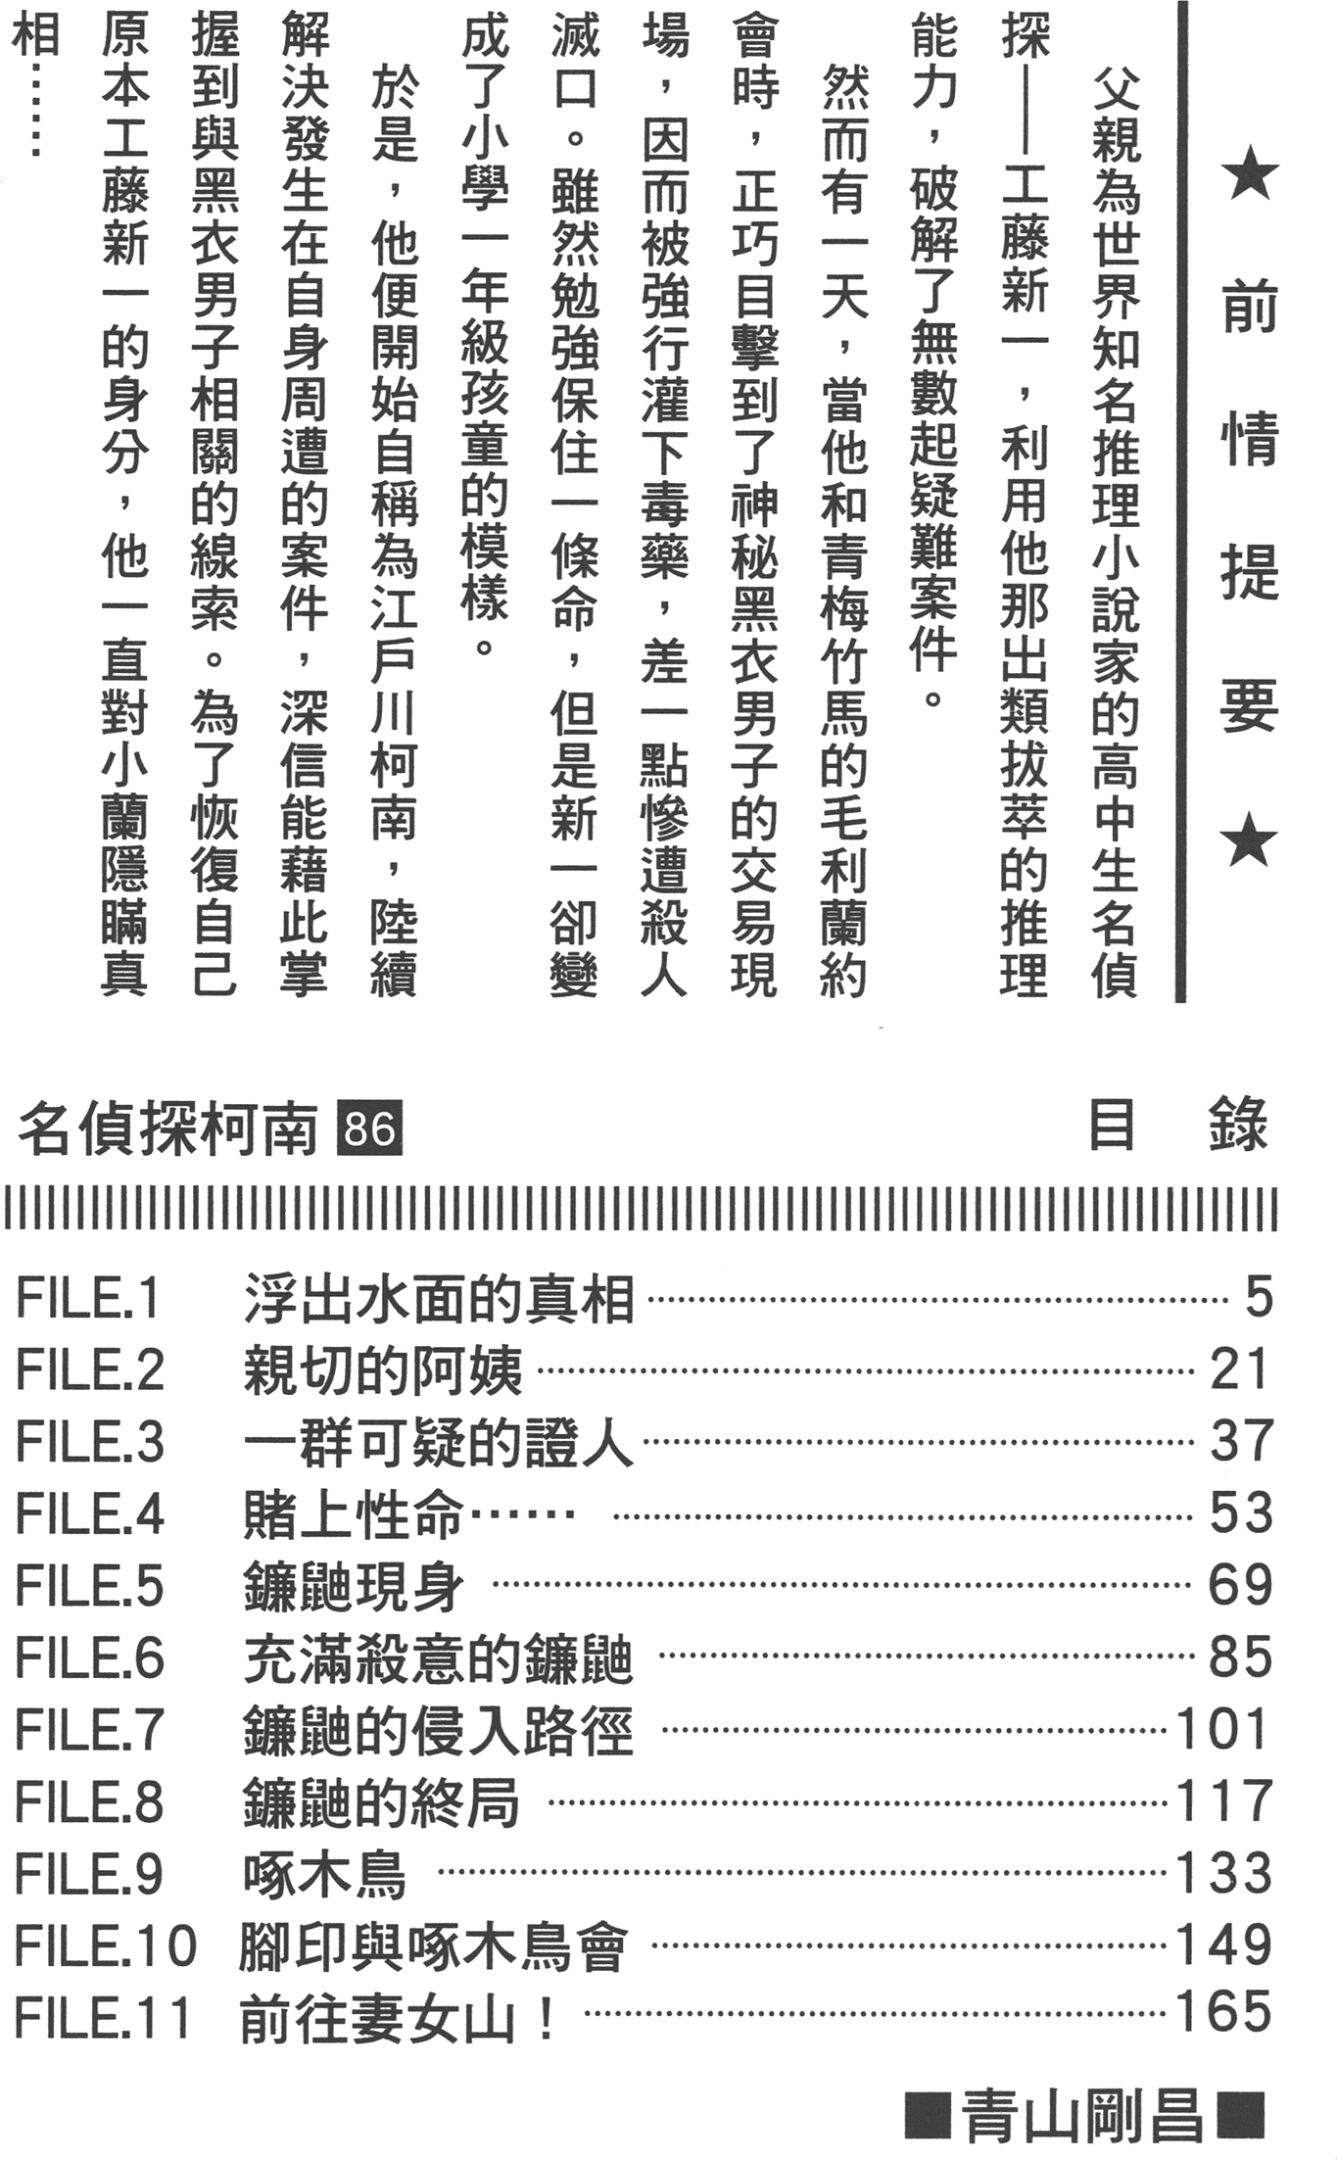 ★前情提要★
父親為世界知名推理小說家的高中生名偵
探——工藤新一，利用他那出類拔萃的推理
能力，破解了無數起疑難案件。
然而有一天，當他和青梅竹馬的毛利蘭約
會時，正巧目擊到了神秘黑衣男子的交易現
場，因而被強行灌下毒藥，差一點慘遭殺人
滅口。雖然勉強保住一條命，但是新一卻變
成了小學一年級孩童的模樣。
於是，他便開始自稱為江戶川柯南，陸續
解決發生在自身周遭的案件，深信能藉此掌
握到與黑衣男子相關的線索。為了恢復自己
原本工藤新一的身分，他一直對小蘭隱瞞真
相……
名偵探柯南 86 目 錄
FILE.1 浮出水面的真相…… 5
FILE.2 親切的阿姨…… 21
FILE.3 一群可疑的證人…… 37
FILE.4 賭上性命…… …… 53
FILE.5 鐮鼬現身…… 69
FILE.6 充滿殺意的鐮鼬…… 85
FILE.7 鐮鼬的侵入路徑…… 101
FILE.8 鐮鼬的終局…… 117
FILE.9 啄木鳥…… 133
FILE.10 腳印與啄木鳥會…… 149
FILE.11 前往妻女山！…… 165
■青山剛昌■